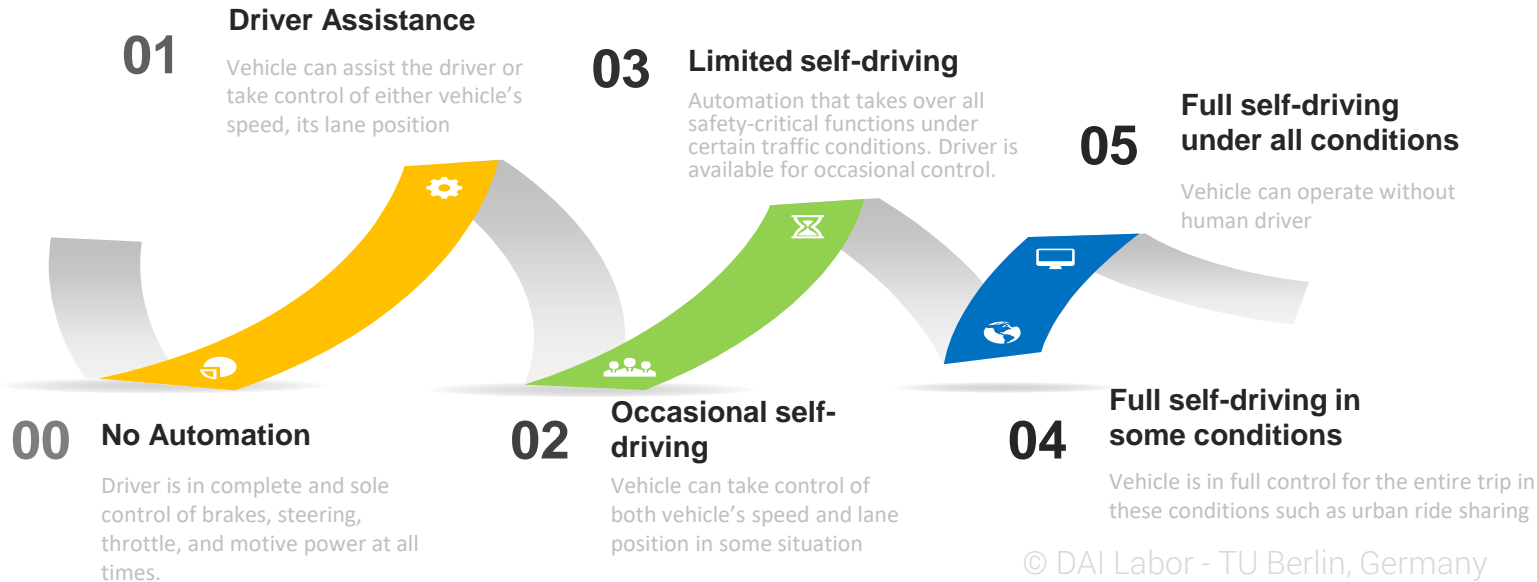 00
No Automation
Driver is in complete and sole
control of brakes, steering,
throttle, and motive power at all
times.
01
Driver Assistance
Vehicle can assist the driver or
take control of either vehicle’s
speed, its lane position
02
Occasional self-
driving
Vehicle can take control of
both vehicle’s speed and lane
position in some situation
03
Limited self-driving
Automation that takes over all
safety-critical functions under
certain traffic conditions. Driver is
available for occasional control.
04
Full self-driving in
some conditions
Vehicle is in full control for the entire trip in
these conditions such as urban ride sharing
05
Full self-driving
under all conditions
Vehicle can operate without
human driver
© DAI Labor - TU Berlin, Germany